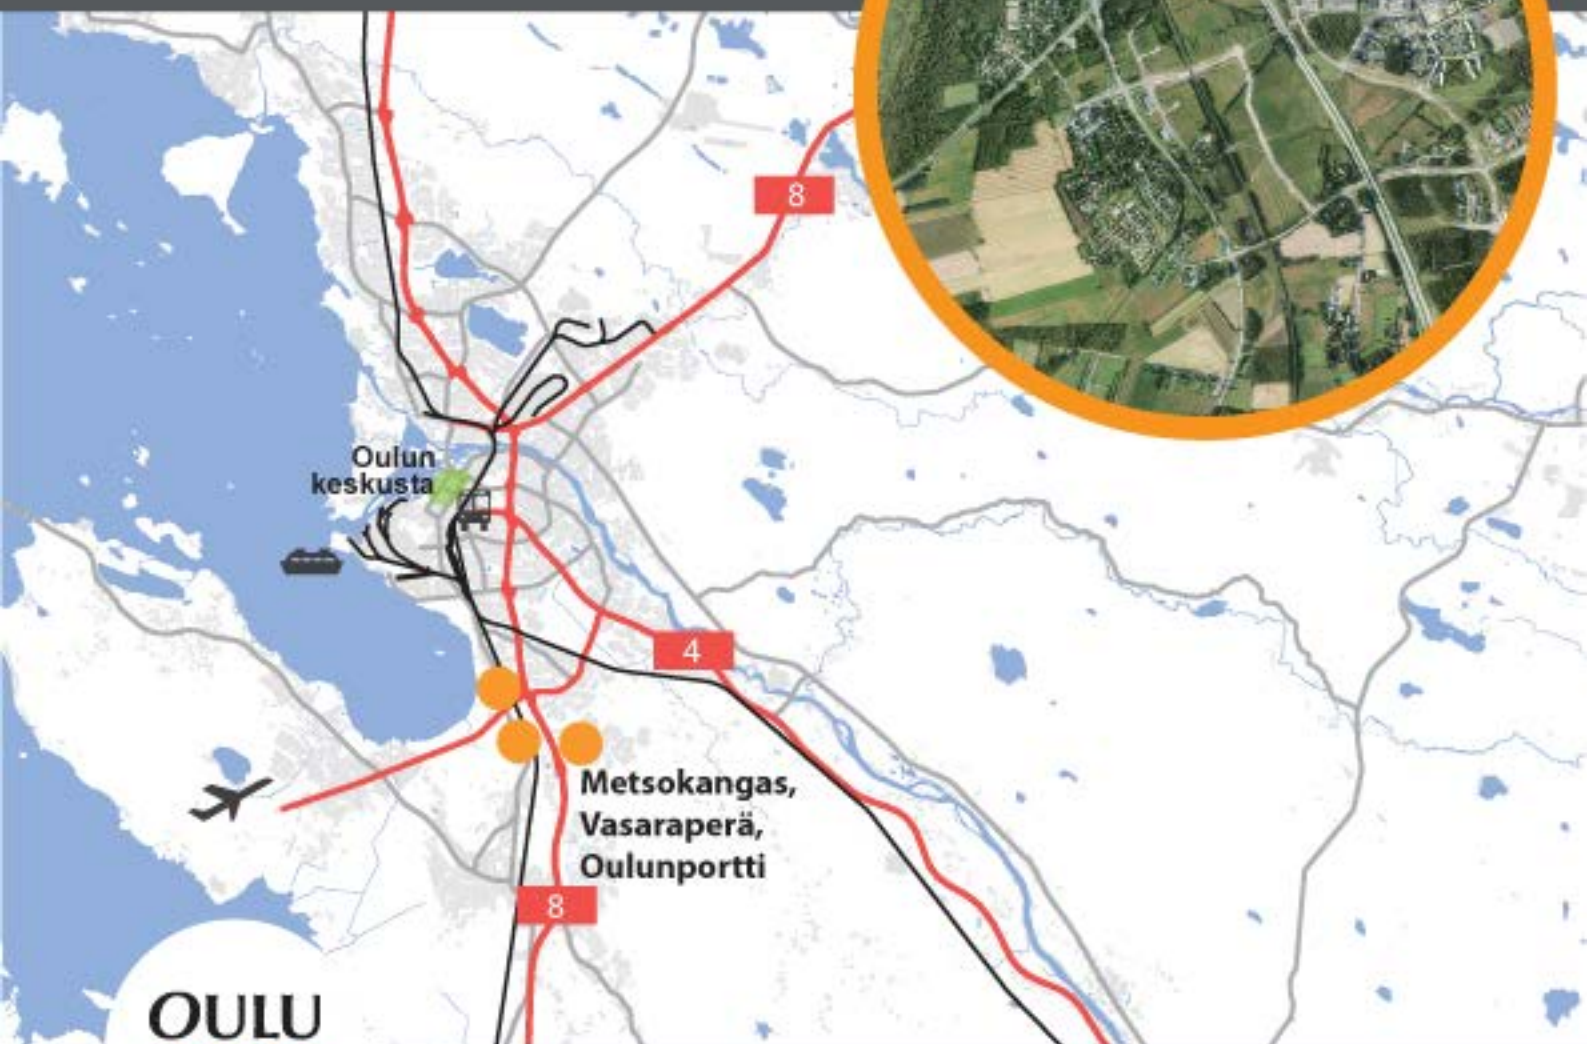 8
Oulun
keskusta
4
Metsokangas,
Vasaraperä,
Oulunportti
8
OULU